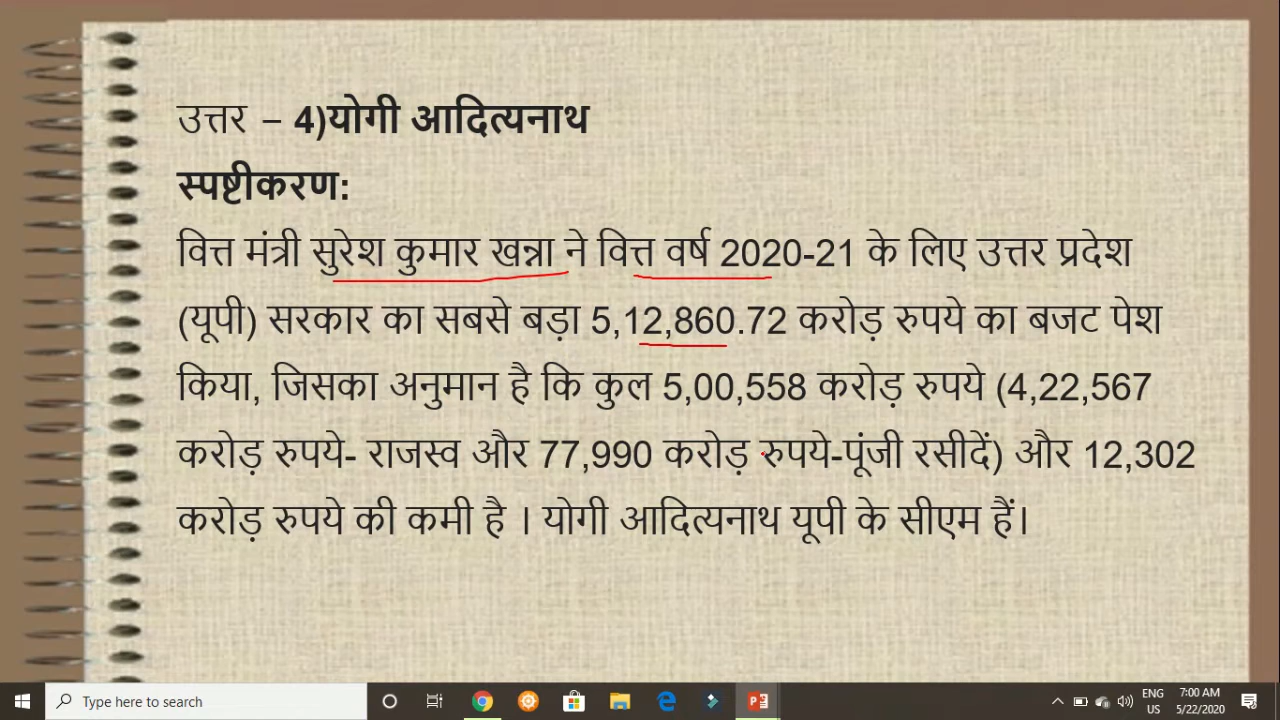 उत्तर – 4)योगी आदित्यनाथ
स्पष्टीकरण:
वित्त मंत्री सुरेश कुमार खन्ना ने वित्त वर्ष 2020-21 के लिए उत्तर प्रदेश
(यूपी) सरकार का सबसे बड़ा 5,12,860.72 करोड़ रुपये का बजट पेश
किया, जिसका अनुमान है कि कुल 5,00,558 करोड़ रुपये (4,22,567
करोड़ रुपये- राजस्व और 77,990 करोड़ रुपये-पूंजी रसीदें) और 12,302
करोड़ रुपये की कमी है । योगी आदित्यनाथ यूपी के सीएम हैं।
Type here to search
ENG
US
7:00 AM
5/22/2020